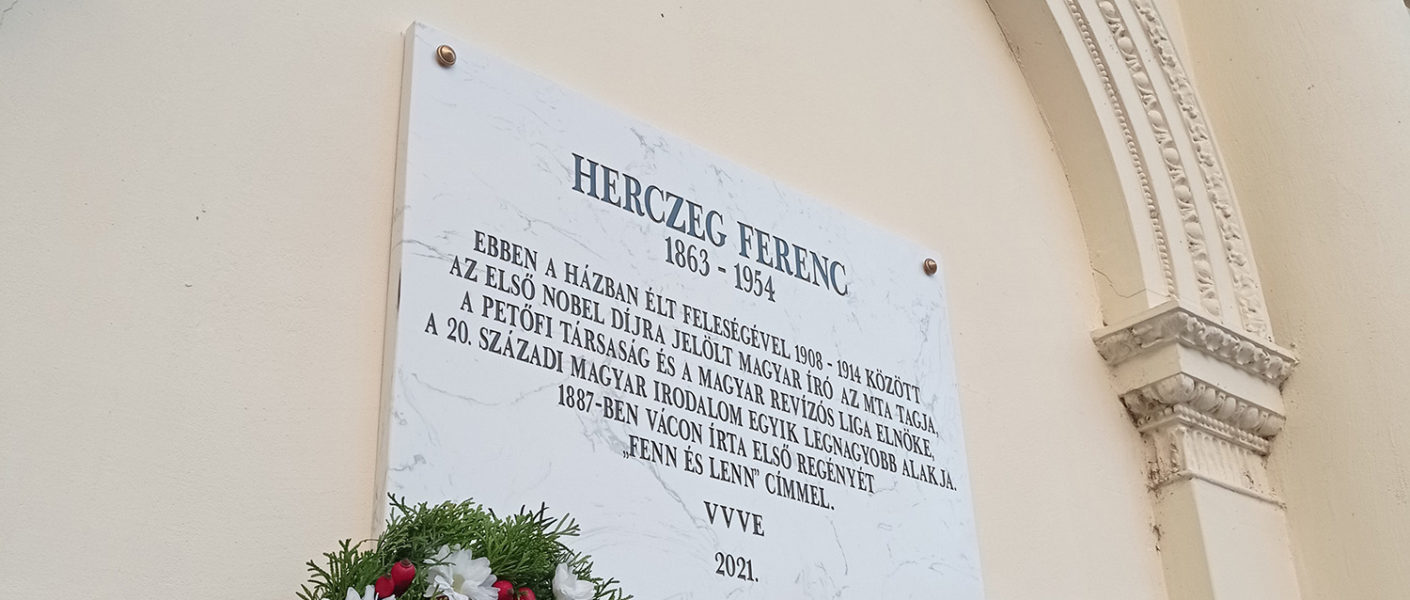 HERCZEG FERENC
1863 - 1954
EBBEN A HÁZBAN ÉLT FELESÉGÉVEL 1908 - 1914 KÖZÖTT
AZ ELSŐ NOBEL DÍJRA JELÖLT MAGYAR ÍRÓ AZ MTA TAGJA,
A PETŐFI TÁRSASÁG ÉS A MAGYAR REVÍZÓS LIGA ELNÖKE,
A 20. SZÁZADI MAGYAR IRODALOM EGYIK LEGNAGYOBB ALAKJA.
1887-BEN VÁCON ÍRTA ELSŐ REGÉNYÉT
„FENN ÉS LENN” CÍMMEL.
VVVE
2021.